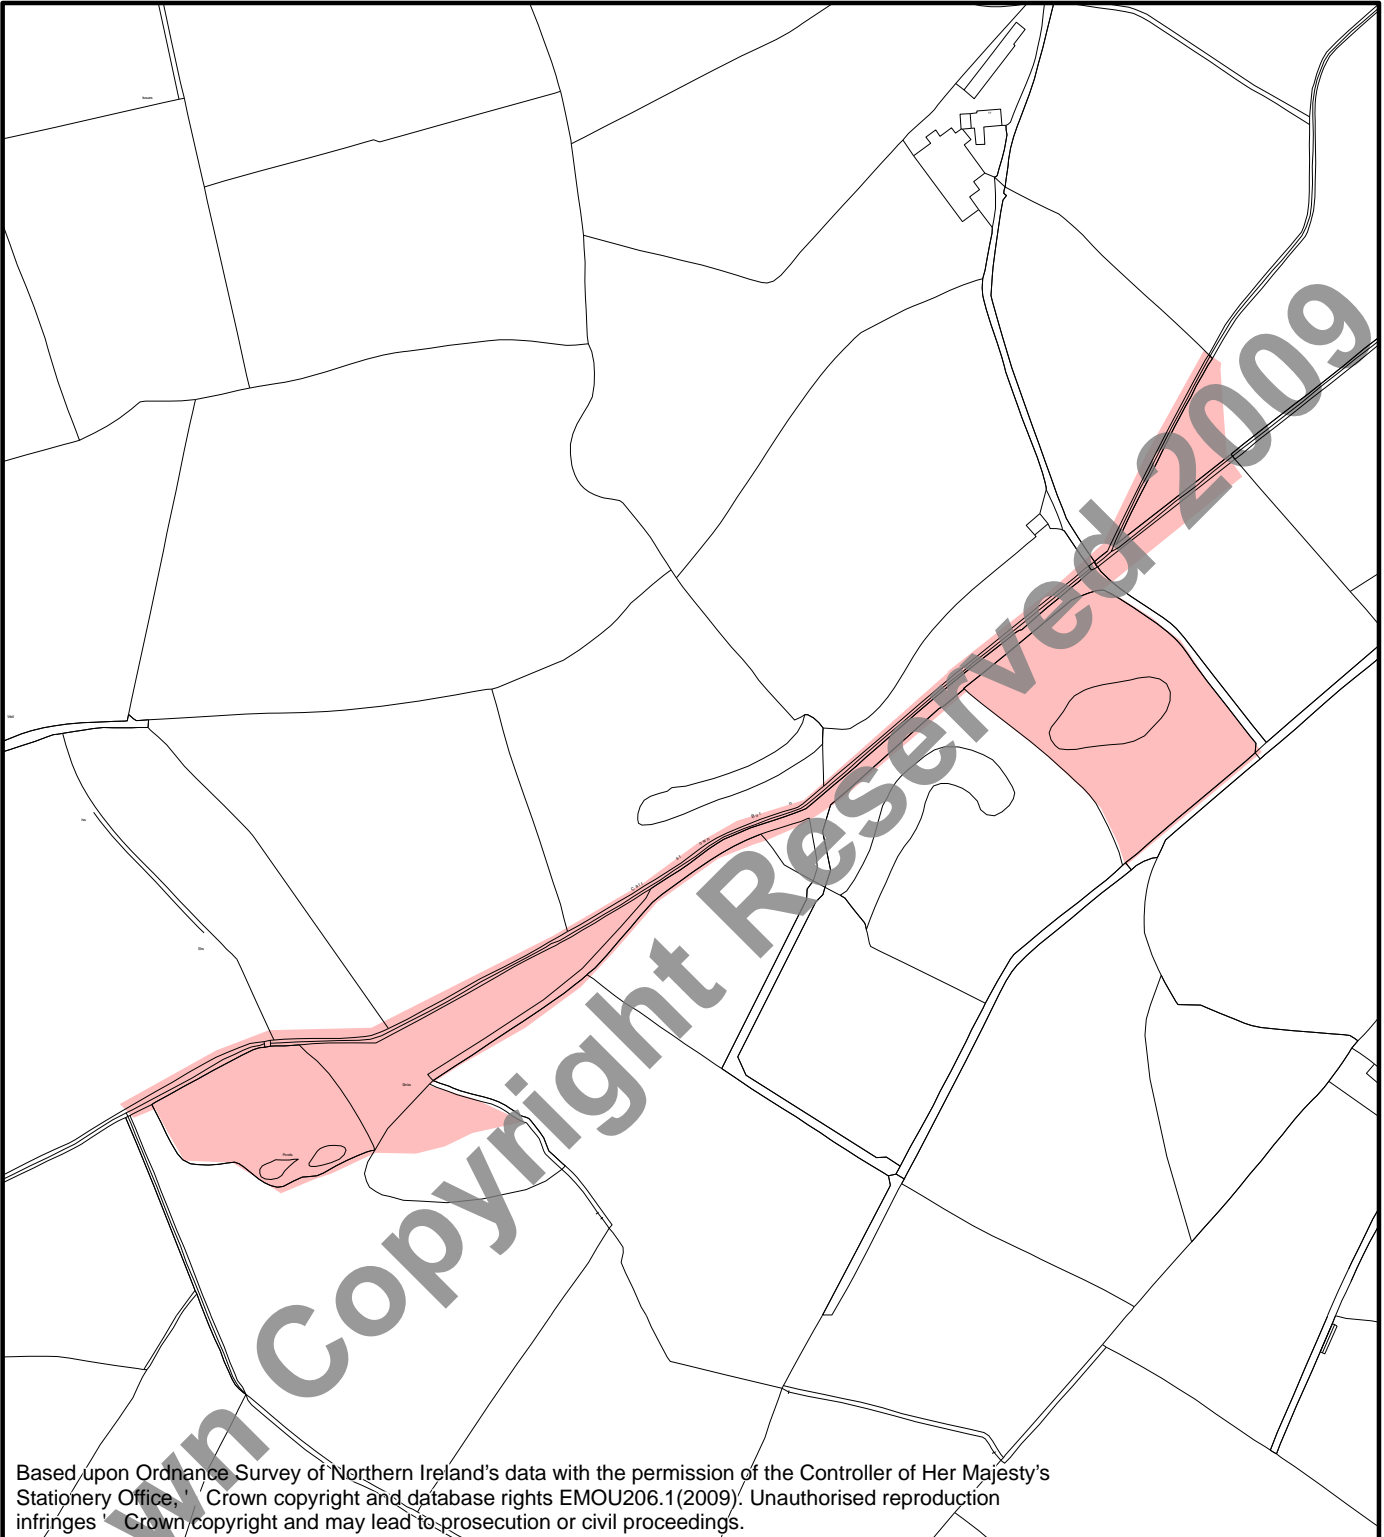 wn Copyright Reserved 2009
Ponds
Based upon Ordnance Survey of Northern Ireland's data with the permission of the Controller of Her Majesty's
Stationery Office, ' Crown copyright and database rights EMOU206.1(2009). Unauthorised reproduction
infringes ' Crown copyright and may lead to prosecution or civil proceedings.